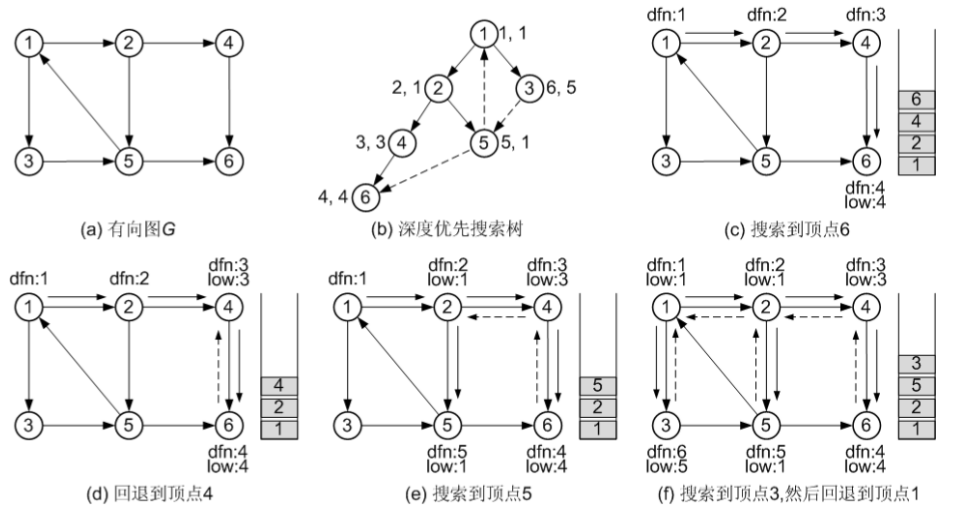 1 2 4
3 5 6
(a) 有向图G
1 1, 1
2, 1 2 3 6, 5
3, 3 4 5 5, 1
4, 4 6
(b) 深度优先搜索树
dfn:1 dfn:2 dfn:3
1 2 4
3 5 6
dfn:4
low:4
6
4
2
1
(c) 搜索到顶点6
dfn:1 dfn:2 dfn:3
low:3
1 2 4
3 5 6
dfn:4
low:4
4
2
1
(d) 回退到顶点4
dfn:1 dfn:2 dfn:3
low:1 low:3
1 2 4
3 5 6
dfn:5 dfn:4
low:1 low:4
5
2
1
(e) 搜索到顶点5
dfn:1 dfn:2 dfn:3
low:1 low:1 low:3
1 2 4
3 5 6
dfn:6 dfn:5 dfn:4
low:5 low:1 low:4
3
5
2
1
(f) 搜索到顶点3,然后回退到顶点1